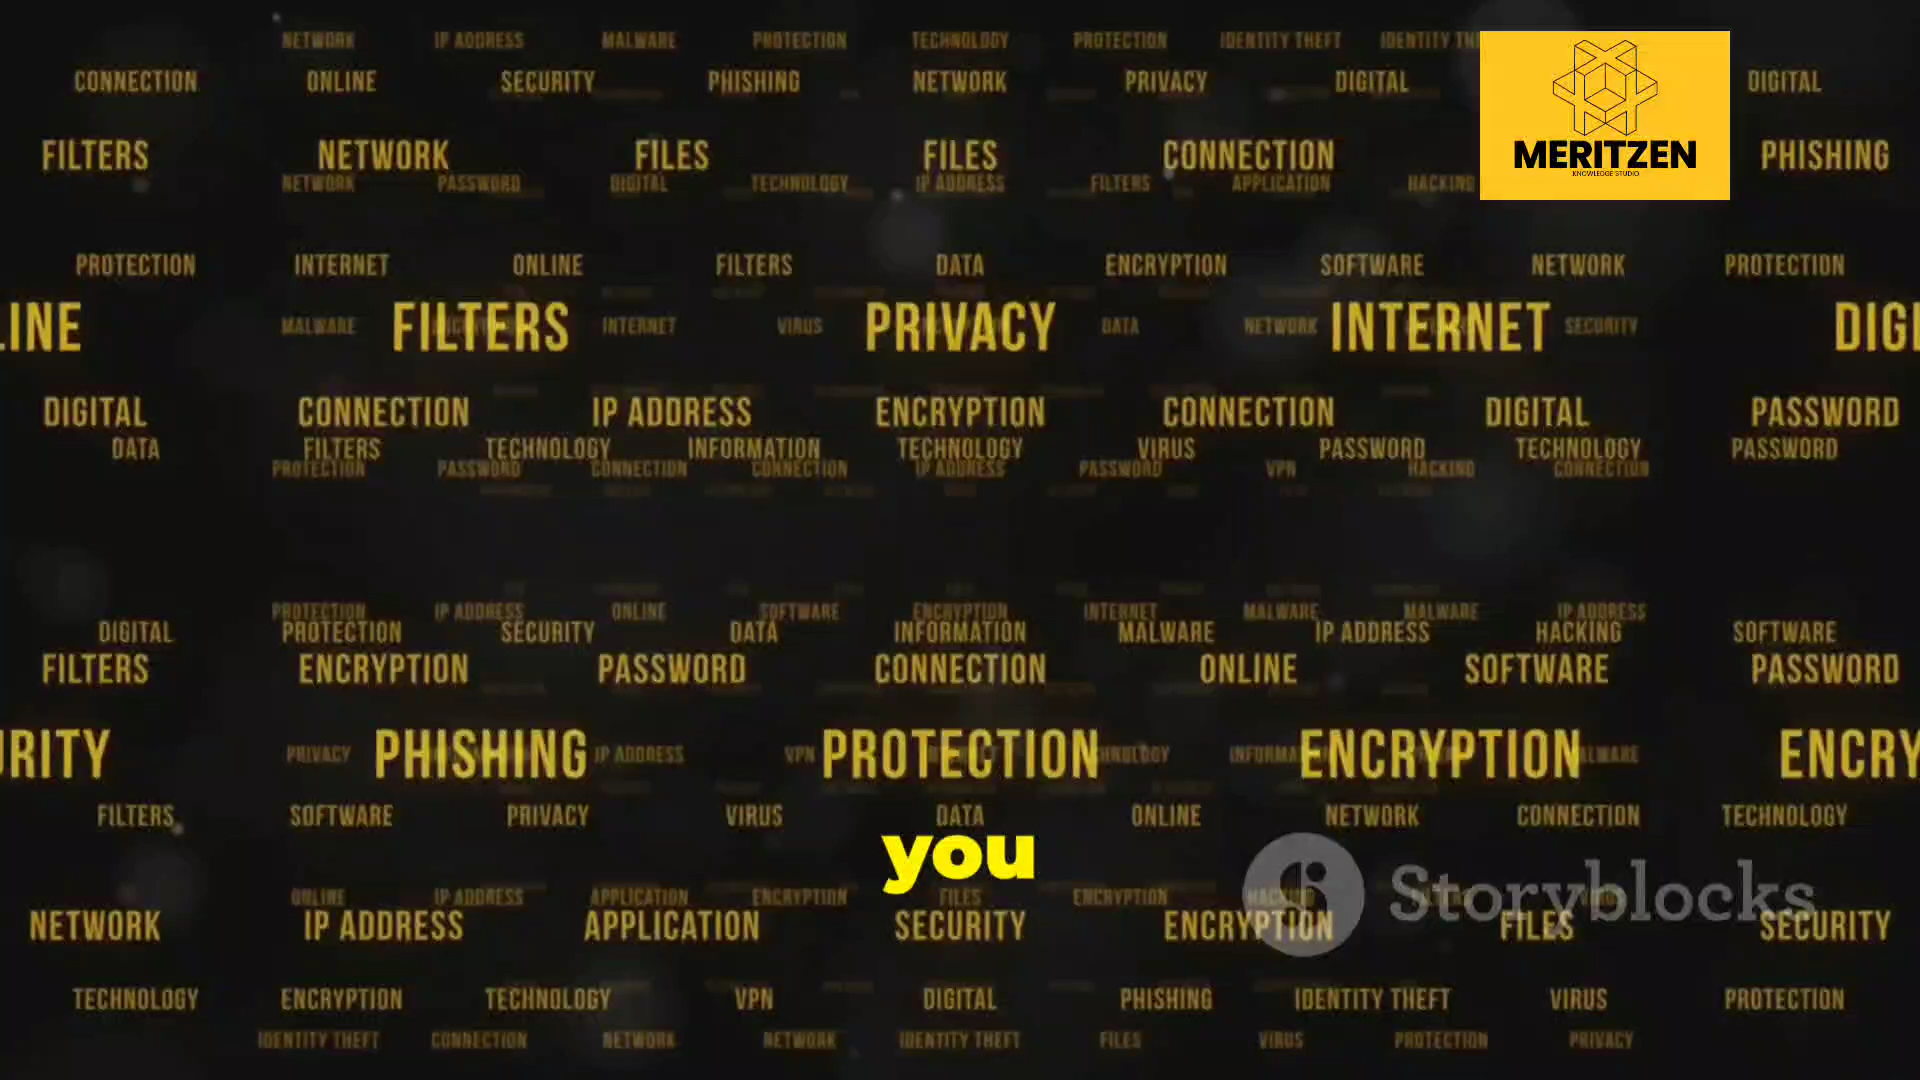 NETWORK IP ADDRESS MALWARE PROTECTION TECHNOLOGY PROTECTION IDENTITY THEFT IDENTITY
CONNECTION ONLINE SECURITY PHISHING NETWORK PRIVACY DIGITAL DIGITAL
FILTERS NETWORK FILES FILES CONNECTION MERITZEN PHISHING
KNOWLEDGE STUDIO
NETWORK PASSWORD DIGITAL TECHNOLOGY IP ADDRESS FILTERS APPLICATION HACKING
PROTECTION INTERNET ONLINE FILTERS DATA ENCRYPTION SOFTWARE NETWORK PROTECTION
LINE MALWARE FILTERS INTERNET VIRUS PRIVACY DATA NETWORK INTERNET SECURITY DIGI
DIGITAL CONNECTION IP ADDRESS ENCRYPTION CONNECTION DIGITAL PASSWORD
DATA FILTERS TECHNOLOGY INFORMATION TECHNOLOGY VIRUS PASSWORD TECHNOLOGY PASSWORD
PROTECTION PASSWORD CONNECTION CONNECTION IP ADDRESS PASSWORD VPN HACKING CONNECTION
PROTECTION IP ADDRESS ONLINE SOFTWARE ENCRYPTION INTERNET MALWARE MALWARE IP ADDRESS
DIGITAL PROTECTION SECURITY DATA INFORMATION MALWARE IP ADDRESS HACKING SOFTWARE
FILTERS ENCRYPTION PASSWORD CONNECTION ONLINE SOFTWARE PASSWORD
URITY PRIVACY PHISHING IP ADDRESS VPN PROTECTION ENCRYPTION ENCRY
FILTERS SOFTWARE PRIVACY VIRUS DATA ONLINE NETWORK CONNECTION TECHNOLOGY
you
Storyblocks
ONLINE IP ADDRESS APPLICATION ENCRYPTION FILES ENCRYPTION HACKING
NETWORK IP ADDRESS APPLICATION SECURITY ENCRYPTION FILES SECURITY
TECHNOLOGY ENCRYPTION TECHNOLOGY VPN DIGITAL PHISHING IDENTITY THEFT VIRUS PROTECTION
IDENTITY THEFT CONNECTION NETWORK NETWORK IDENTITY THEFT FILES VIRUS PROTECTION PRIVACY